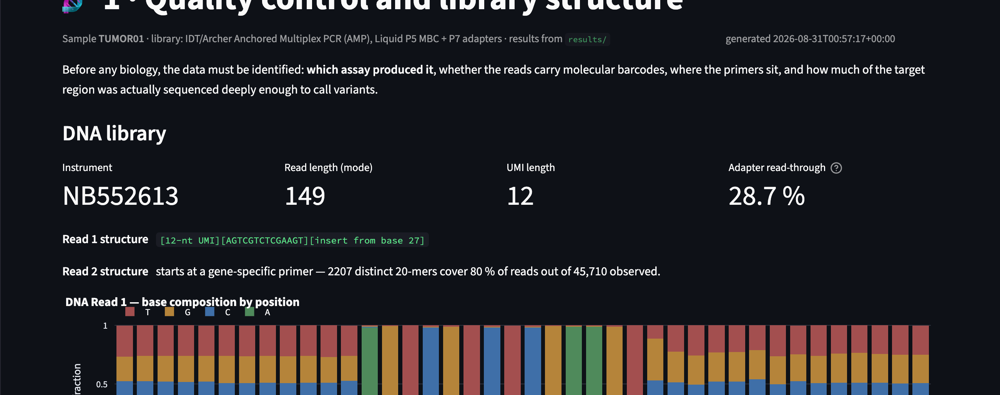 1 · Quality control and library structure
Sample TUMOR01 · library: IDT/Archer Anchored Multiplex PCR (AMP), Liquid P5 MBC + P7 adapters · results from results/
generated 2026-08-31T00:57:17+00:00
Before any biology, the data must be identified: which assay produced it, whether the reads carry molecular barcodes, where the primers sit, and how much of the target
region was actually sequenced deeply enough to call variants.
DNA library
Instrument
NB552613
Read length (mode)
149
UMI length
12
Adapter read-through ?
28.7 %
Read 1 structure [12-nt UMI][AGTCGTCTCGAAGT][insert from base 27]
Read 2 structure starts at a gene-specific primer — 2207 distinct 20-mers cover 80 % of reads out of 45,710 observed.
DNA Read 1 — base composition by position
T G C A
1
0.5
raction